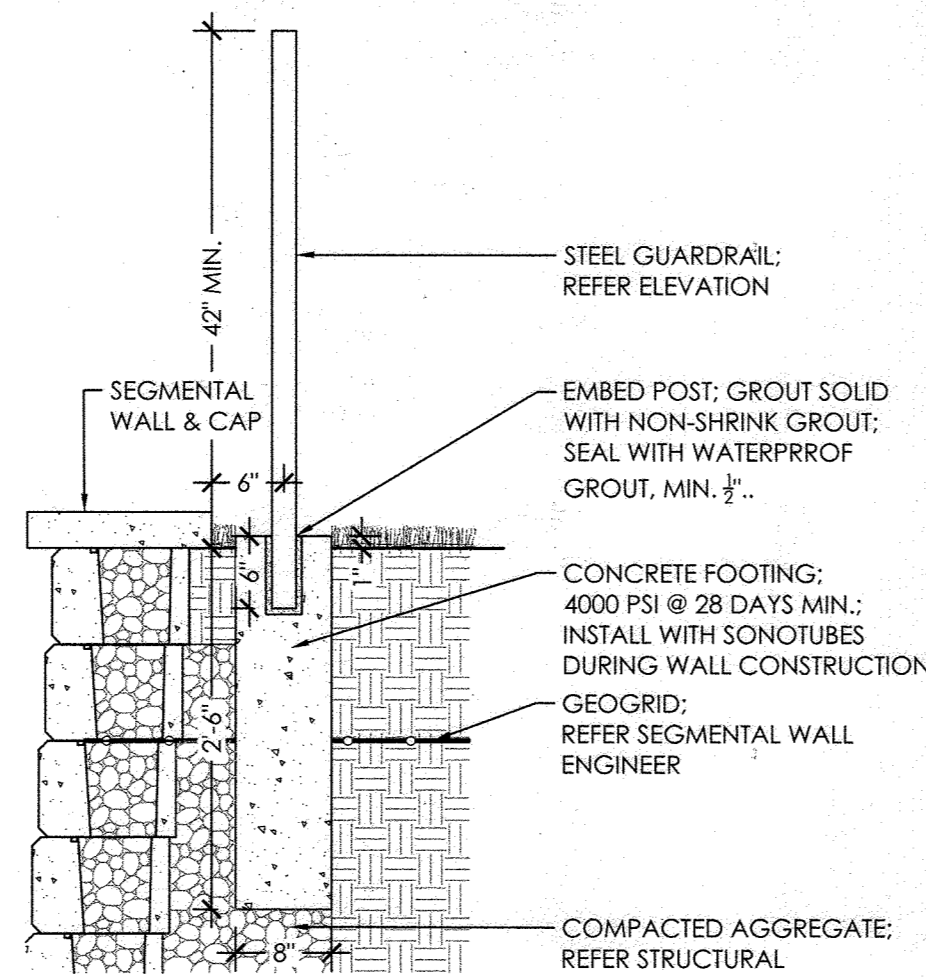 42" MIN.
STEEL GUARDRAIL;
REFER ELEVATION
SEGMENTAL
WALL & CAP
EMBED POST; GROUT SOLID
WITH NON-SHRINK GROUT;
SEAL WITH WATERPRROF
GROUT, MIN. ½"..
6"
6"
1"
CONCRETE FOOTING;
4000 PSI @ 28 DAYS MIN.;
INSTALL WITH SONOTUBES
DURING WALL CONSTRUCTION
GEOGRID;
REFER SEGMENTAL WALL
ENGINEER
2'-6"
COMPACTED AGGREGATE;
REFER STRUCTURAL
8"